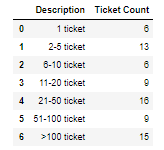 Description Ticket Count
0 1 ticket 6
1 2-5 ticket 13
2 6-10 ticket 6
3 11-20 ticket 9
4 21-50 ticket 16
5 51-100 ticket 9
6 >100 ticket 15